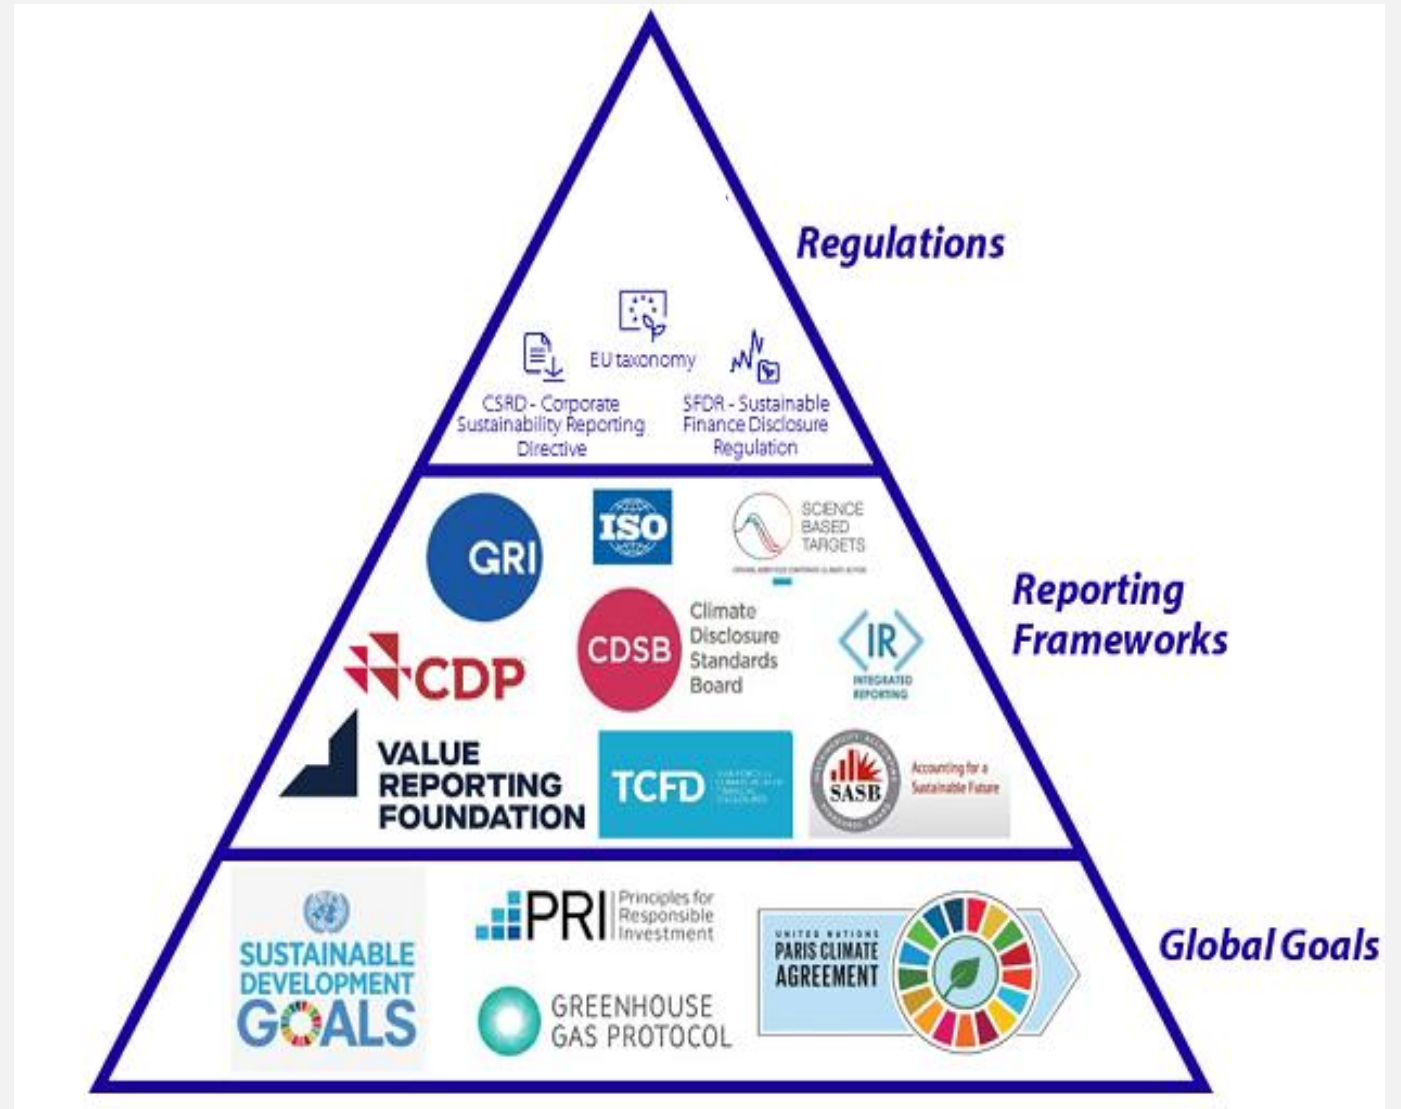 Regulations
EU taxonomy
CSRD - Corporate
Sustainability Reporting
Directive
SFDR - Sustainable
Finance Disclosure
Regulation
Reporting
Frameworks
GRI
ISO
SCIENCE
BASED
TARGETS
CDP
CDSB
Climate
Disclosure
Standards
Board
IR
INTEGRATED
REPORTING
VALUE
REPORTING
FOUNDATION
TCFD
SASB
Accounting for a
Sustainable Future
Global Goals
SUSTAINABLE
DEVELOPMENT
GOALS
PRI
Principles for
Responsible
Investment
GREENHOUSE
GAS PROTOCOL
UNITED NATIONS
PARIS CLIMATE
AGREEMENT